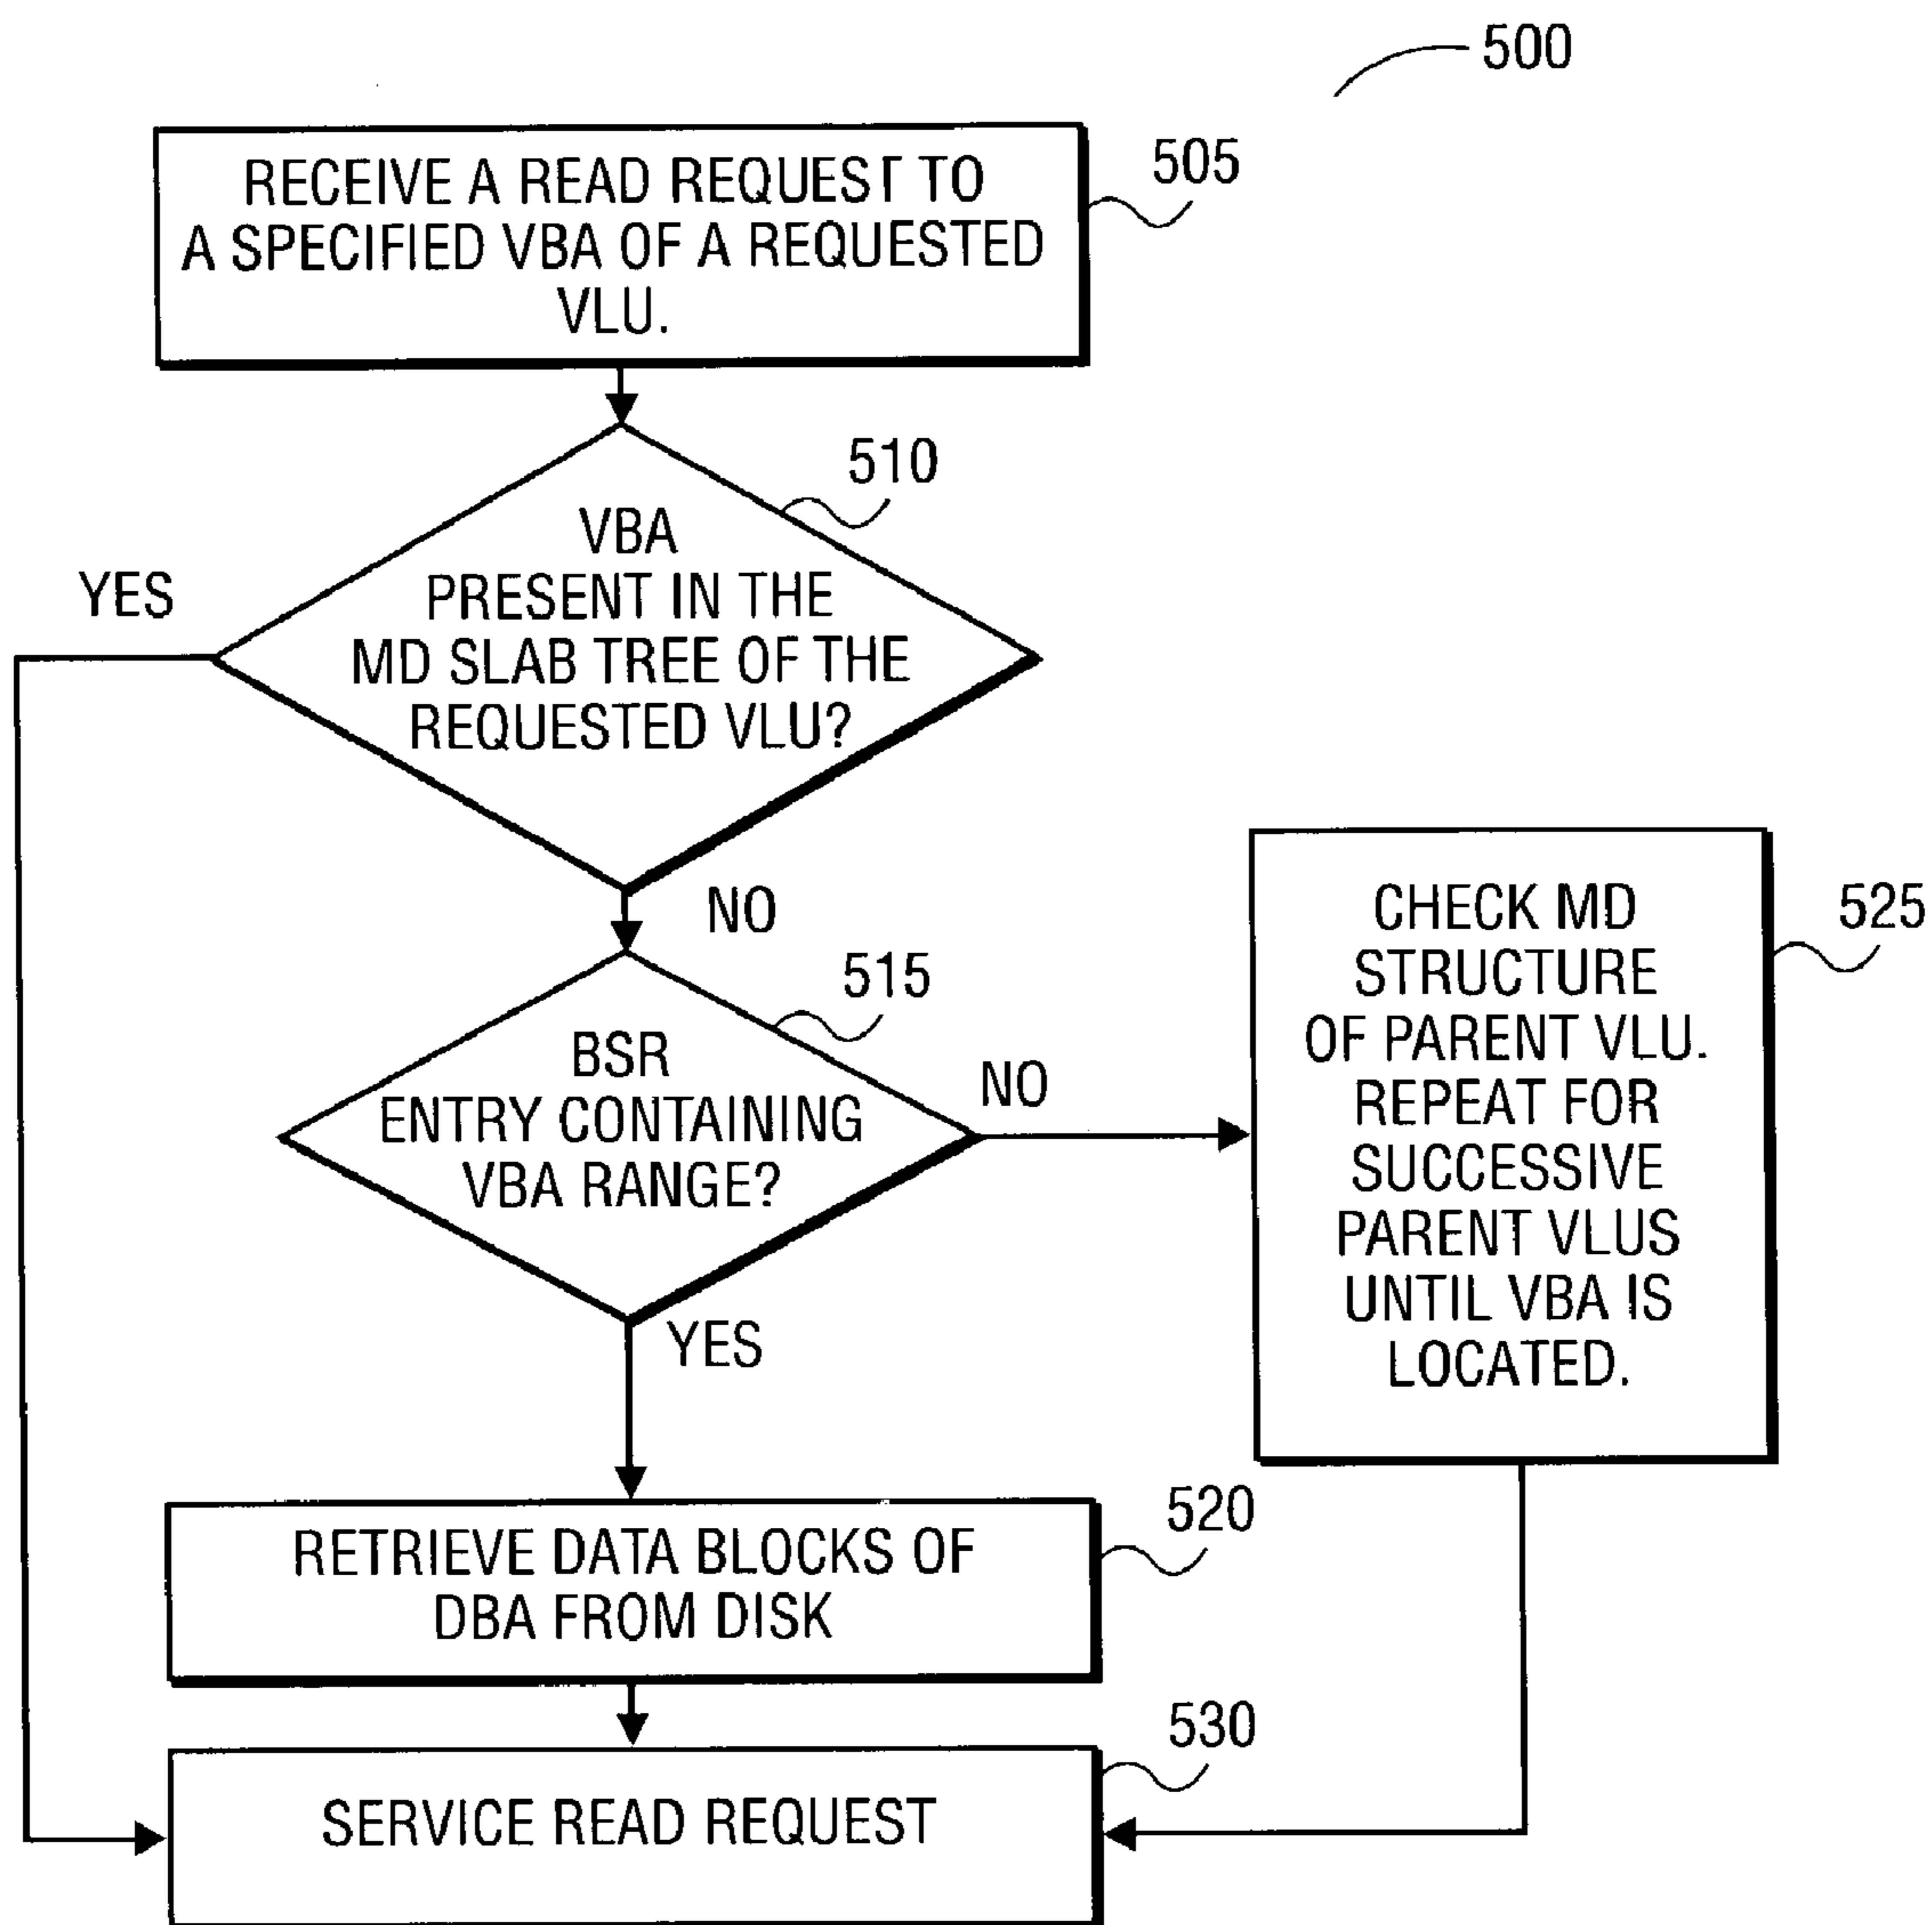 500
RECEIVE A READ REQUEST TO
A SPECIFIED VBA OF A REQUESTED
VLU.
505
510
VBA
PRESENT IN THE
MD SLAB TREE OF THE
REQUESTED VLU?
YES
NO
515
BSR
ENTRY CONTAINING
VBA RANGE?
NO
YES
CHECK MD
STRUCTURE
OF PARENT VLU.
REPEAT FOR
SUCCESSIVE
PARENT VLUS
UNTIL VBA IS
LOCATED.
525
RETRIEVE DATA BLOCKS OF
DBA FROM DISK
520
SERVICE READ REQUEST
530